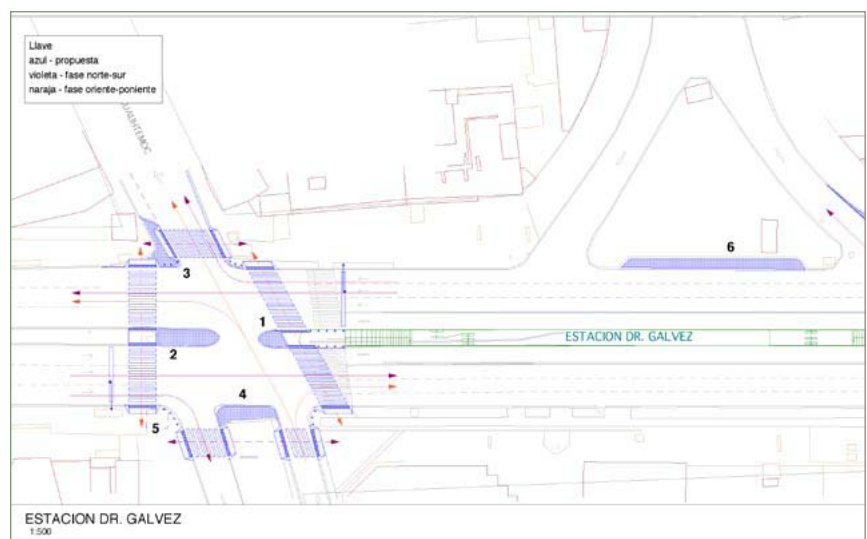 Llave
azul - propuesta
violeta - fase norte-sur
naraja - fase oriente-poniente
6
3
1
ESTACION DR. GALVEZ
2
4
5
ESTACION DR. GALVEZ
1:500